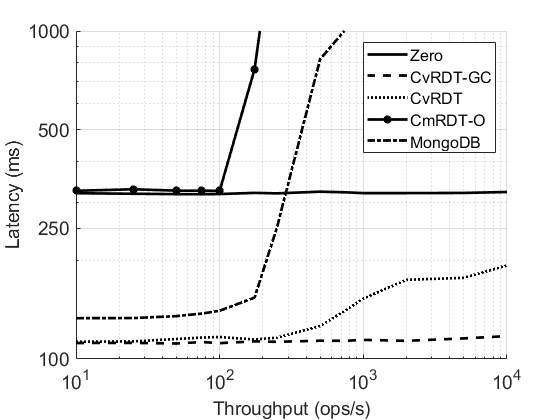 1000
500
250
100
Latency (ms)
10^1
10^2
10^3
10^4
Throughput (ops/s)
Zero
CvRDT-GC
CvRDT
CmRDT-O
MongoDB